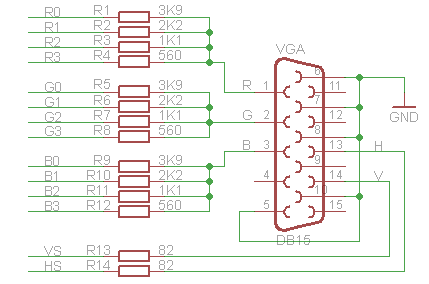 R0 R1 3K9
R1 R2 2K2
R2 R3 1K1
R3 R4 560
G0 R5 3K9
G1 R6 2K2
G2 R7 1K1
G3 R8 560
B0 R9 3K9
B1 R10 2K2
B2 R11 1K1
B3 R12 560
VS R13 82
HS R14 82
VGA
6
R 1 11
7
G 2 12
8
B 3 13 H
9
4 14 V
10
5 15
DB15
GND